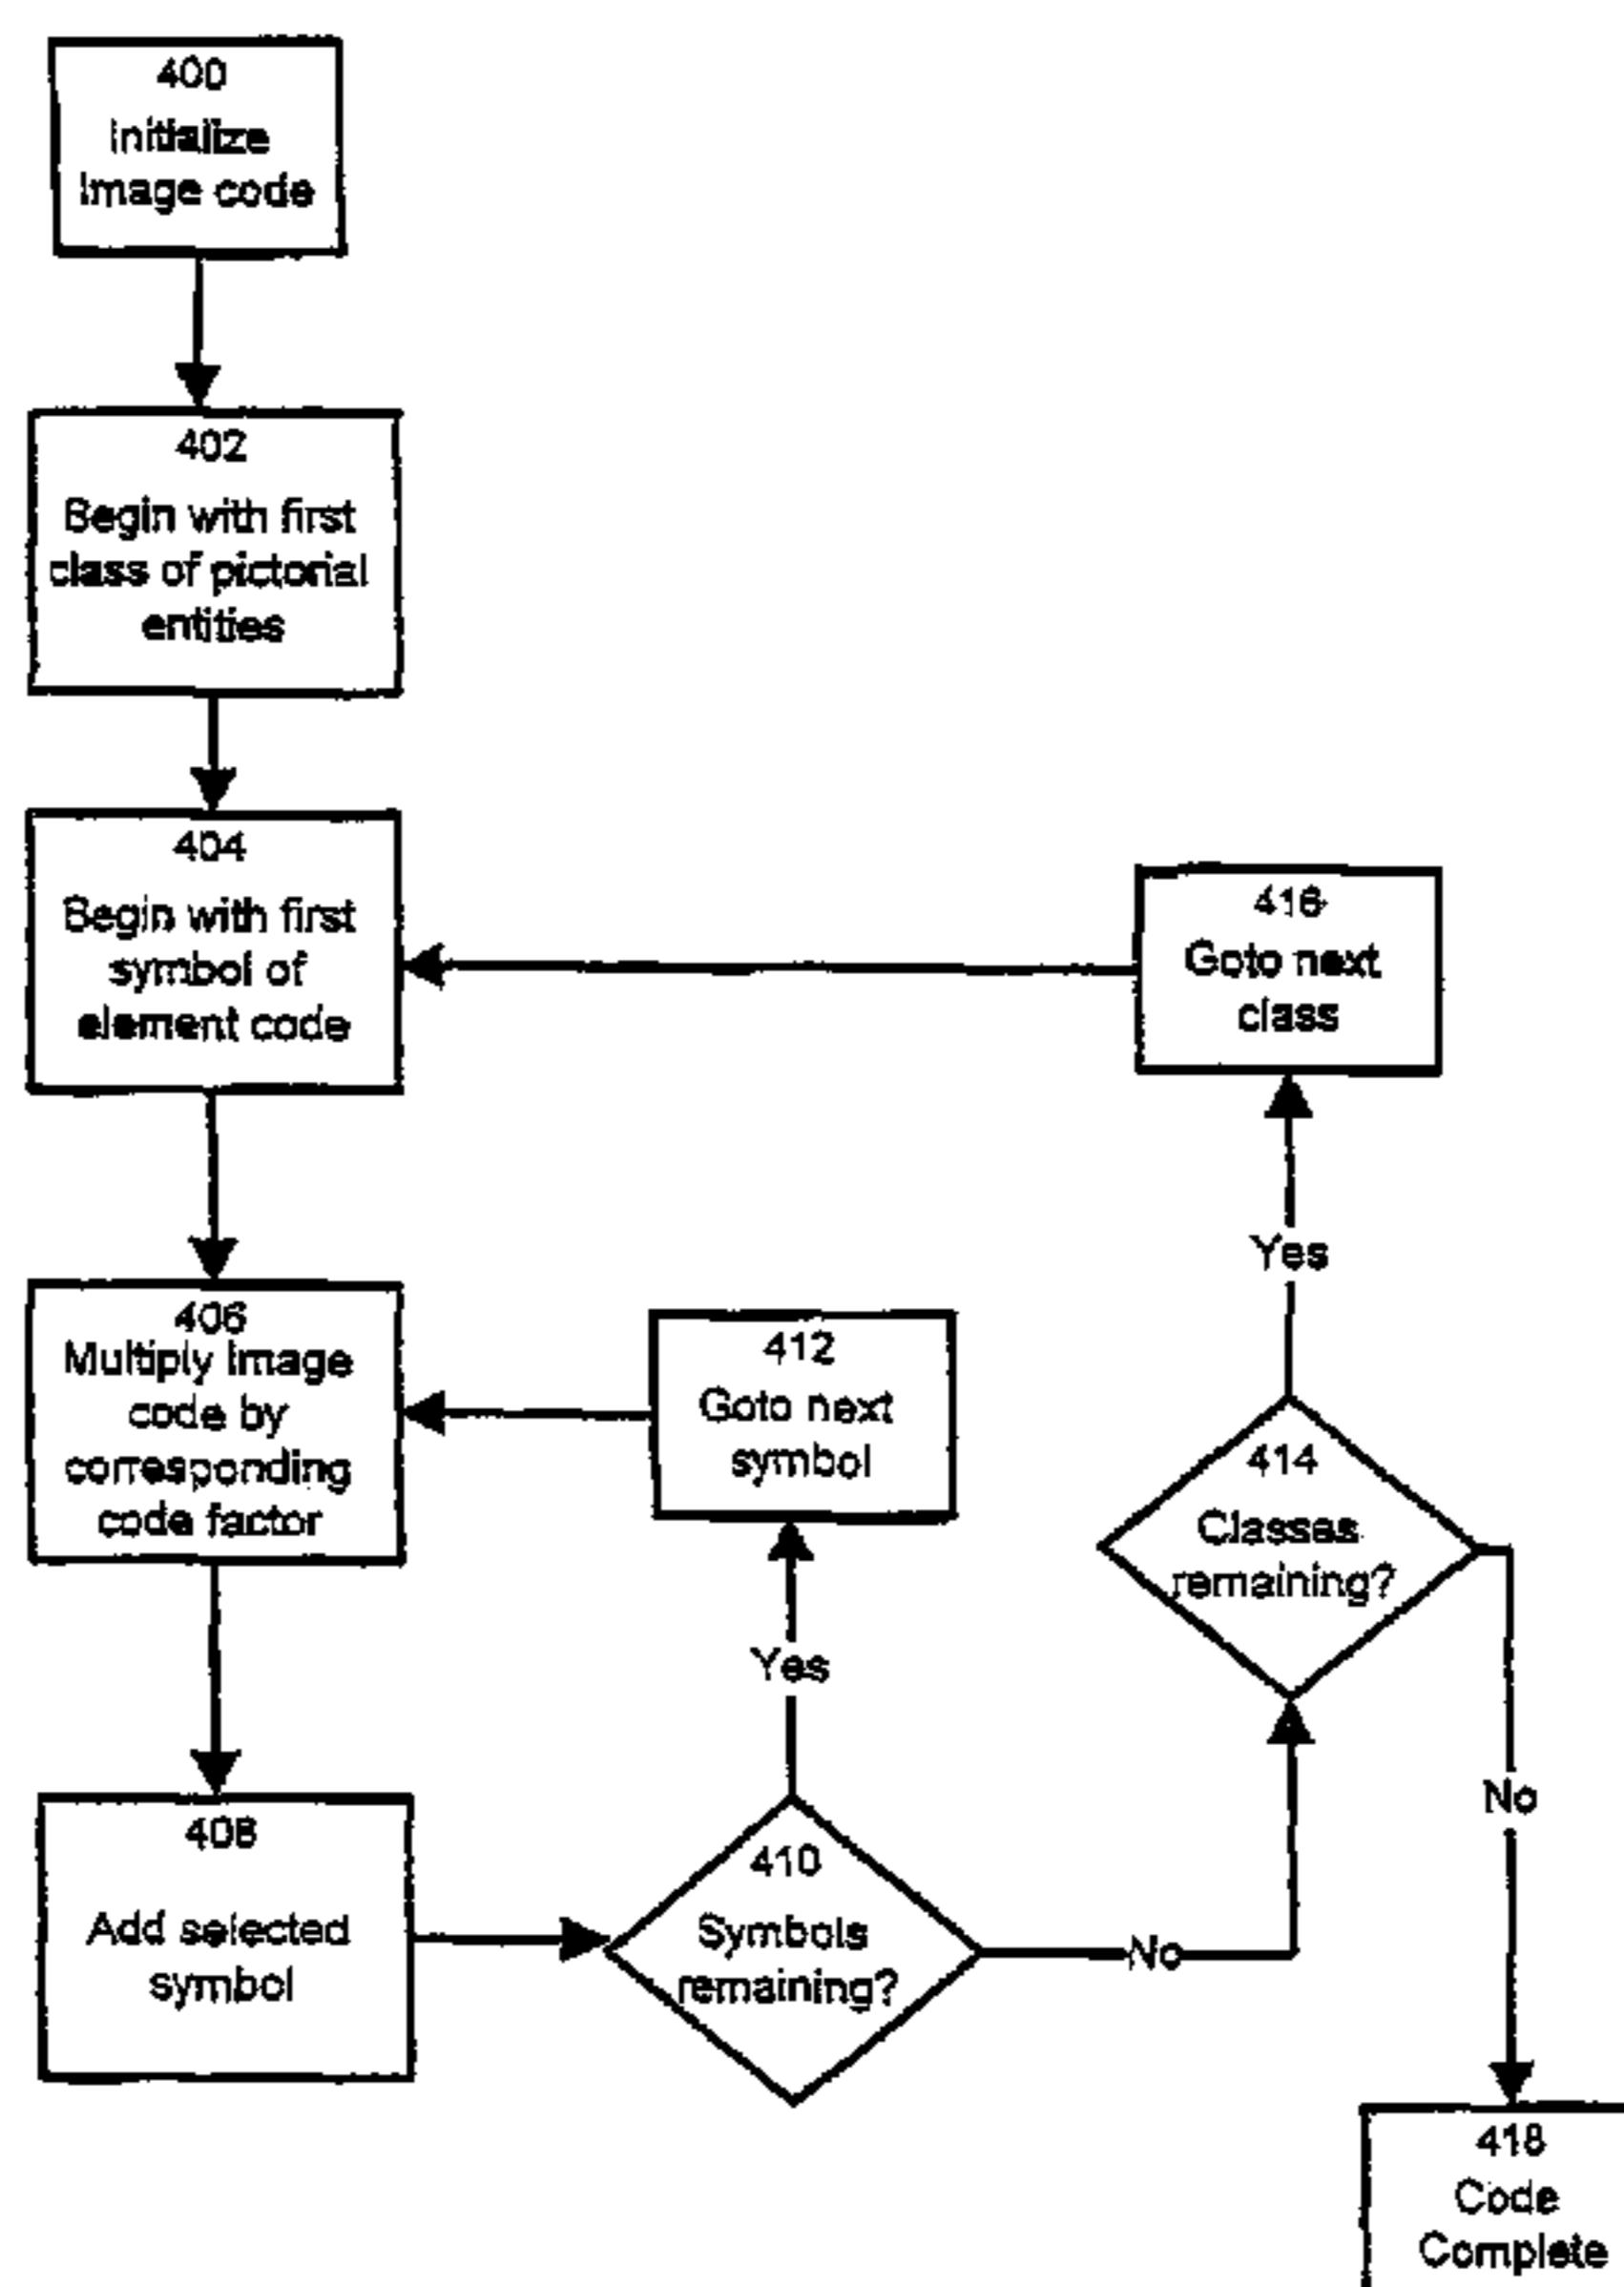 400
Initialize
Image code
402
Begin with first
class of pictorial
entities
404
Begin with first
symbol of
element code
416
Goto next
class
Yes
406
Multiply Image
code by
corresponding
code factor
412
Goto next
symbol
414
Classes
remaining?
Yes
No
408
Add selected
symbol
410
Symbols
remaining?
No
418
Code
Complete